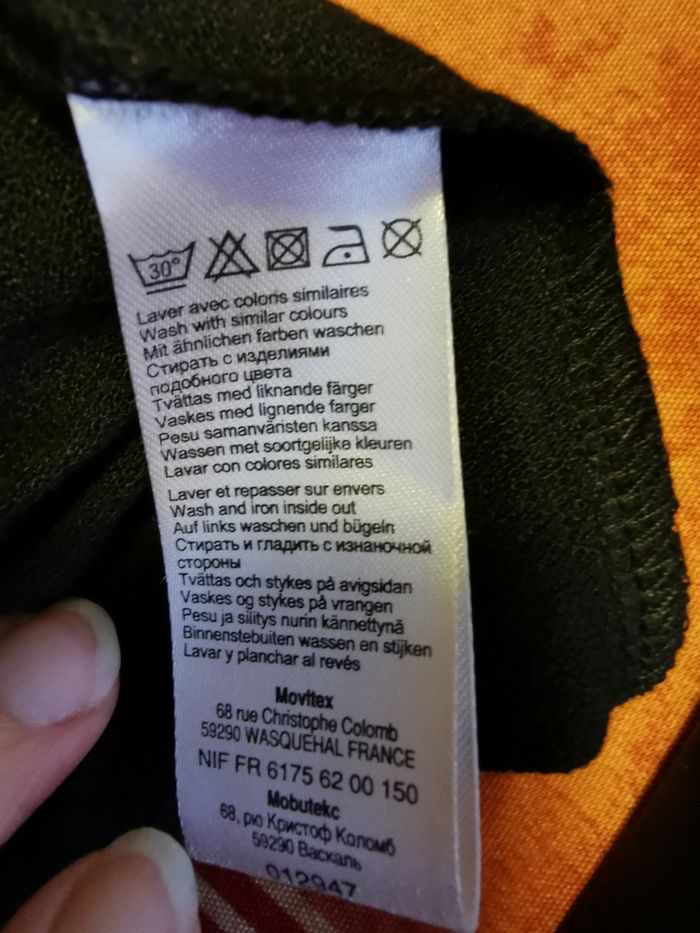 30°
Laver avec coloris similaires
Wash with similar colours
Mit ähnlichen farben waschen
Стирать с изделиями
подобного цвета
Tvättas med liknande färger
Vaskes med lignende farger
Pesu samanväristen kanssa
Wassen met soortgelijke kleuren
Lavar con colores similares
Laver et repasser sur envers
Wash and iron inside out
Auf links waschen und bügeln
Стирать и гладить с изнаночной
стороны
Tvättas och stykes på avigsidan
Vaskes og stykes på vrangen
Pesu ja silitys nurin kännettynä
Binnenstebuiten wassen en stijken
Lavar y planchar al revés
Movitex
68 rue Christophe Colomb
59290 WASQUEHAL FRANCE
NIF FR 6175 62 00 150
Мовитекс
68, рю Кристоф Коломб
59290 Васкаль
012947